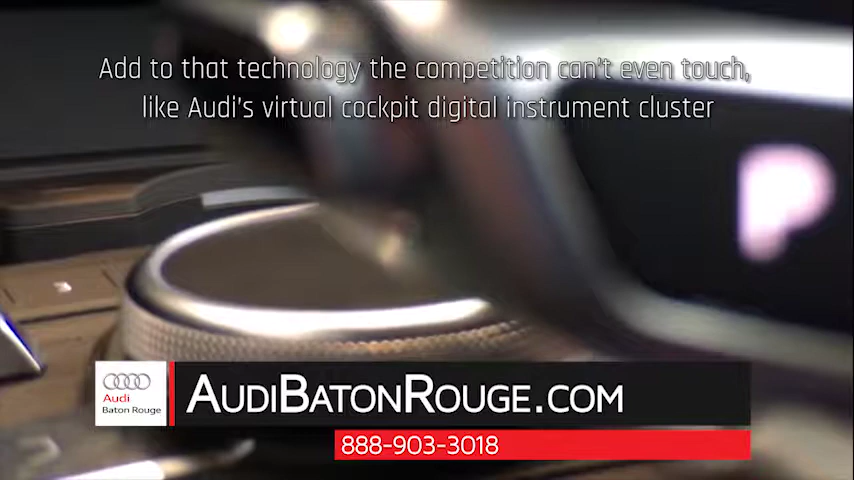 Add to that technology the competition can't even touch,
like Audi's virtual cockpit digital instrument cluster
P
Audi
Baton Rouge
AUDIBATONROUGE.COM
888-903-3018